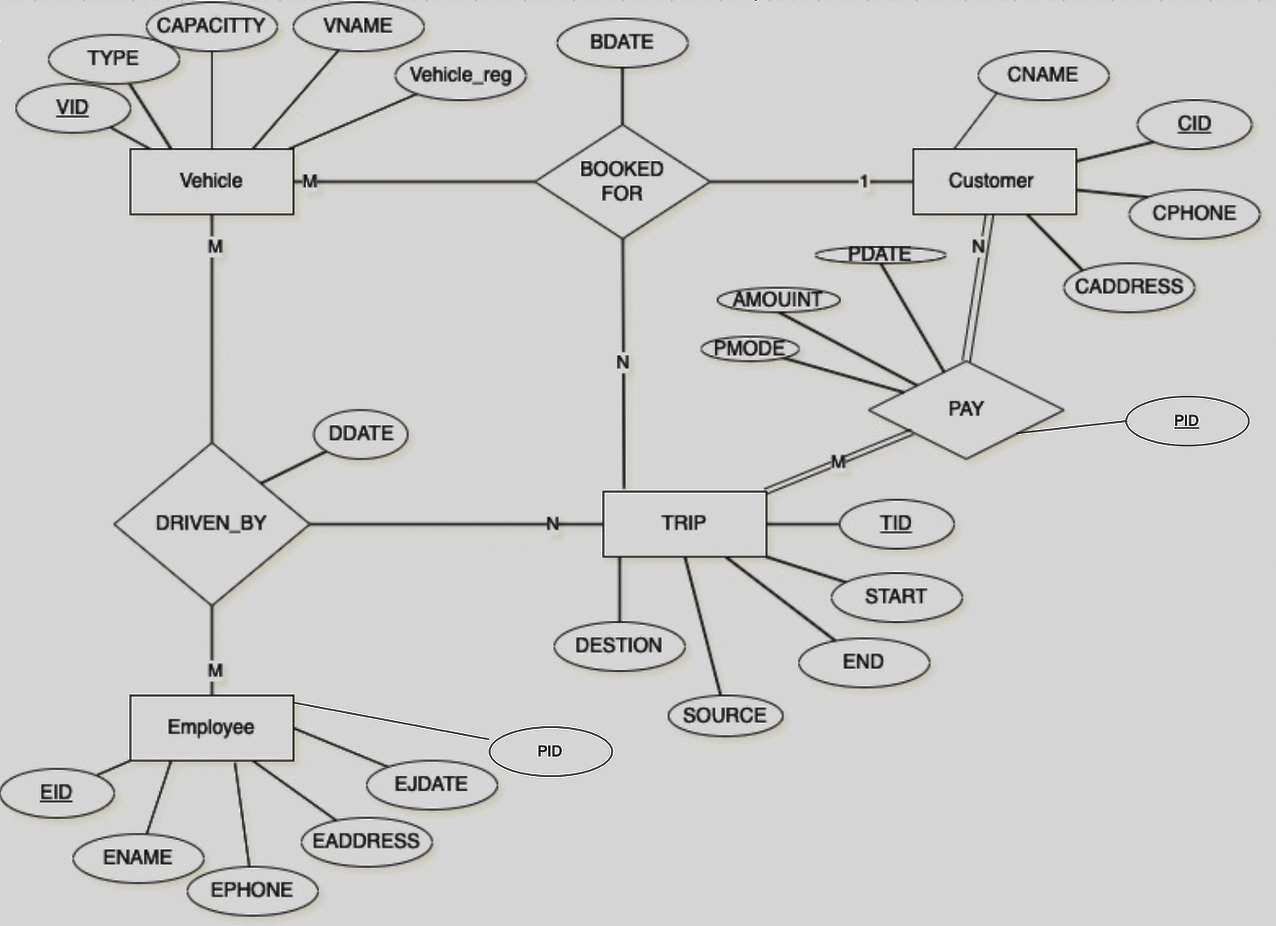 CAPACITTY
VNAME
BDATE
TYPE
Vehicle_reg
CNAME
VID
CID
Vehicle
M
BOOKED
FOR
1
Customer
CPHONE
M
N
PDATE
CADDRESS
AMOUINT
PMODE
N
PAY
PID
DDATE
M
DRIVEN_BY
N
TRIP
TID
START
DESTION
END
M
SOURCE
Employee
PID
EJDATE
EID
EADDRESS
ENAME
EPHONE